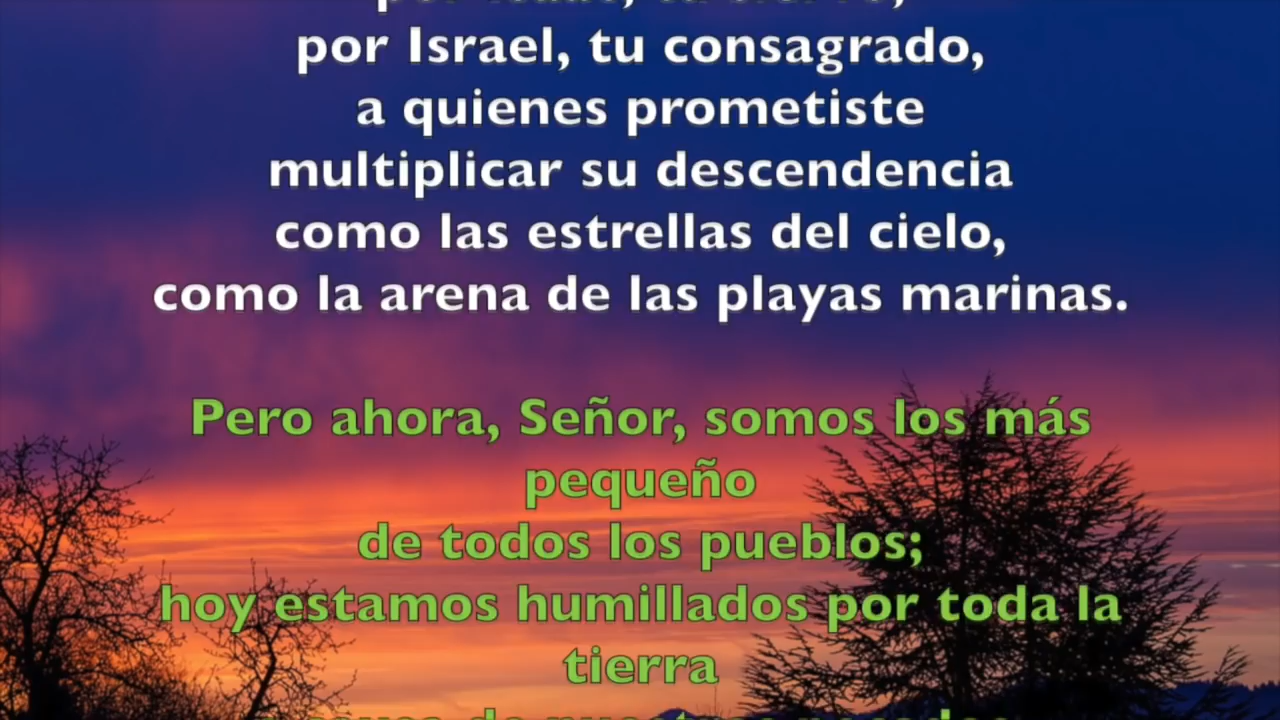 por Israel, tu consagrado,
a quienes prometiste
multiplicar su descendencia
como las estrellas del cielo,
como la arena de las playas marinas.
Pero ahora, Señor, somos los más
pequeño
de todos los pueblos;
hoy estamos humillados por toda la
tierra